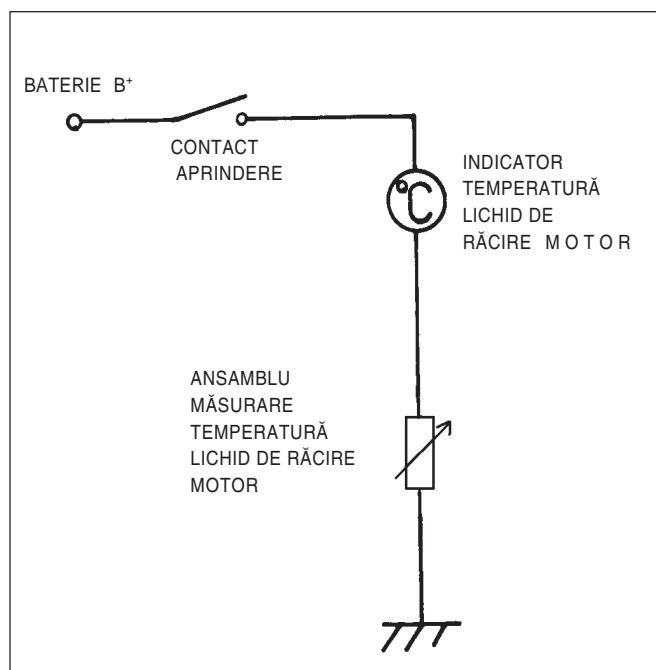 BATERIE B+
CONTACT
APRINDERE
°C
INDICATOR
TEMPERATURĂ
LICHID DE
RĂCIRE M O T O R
ANSAMBLU
MĂSURARE
TEMPERATURĂ
LICHID DE RĂCIRE
MOTOR